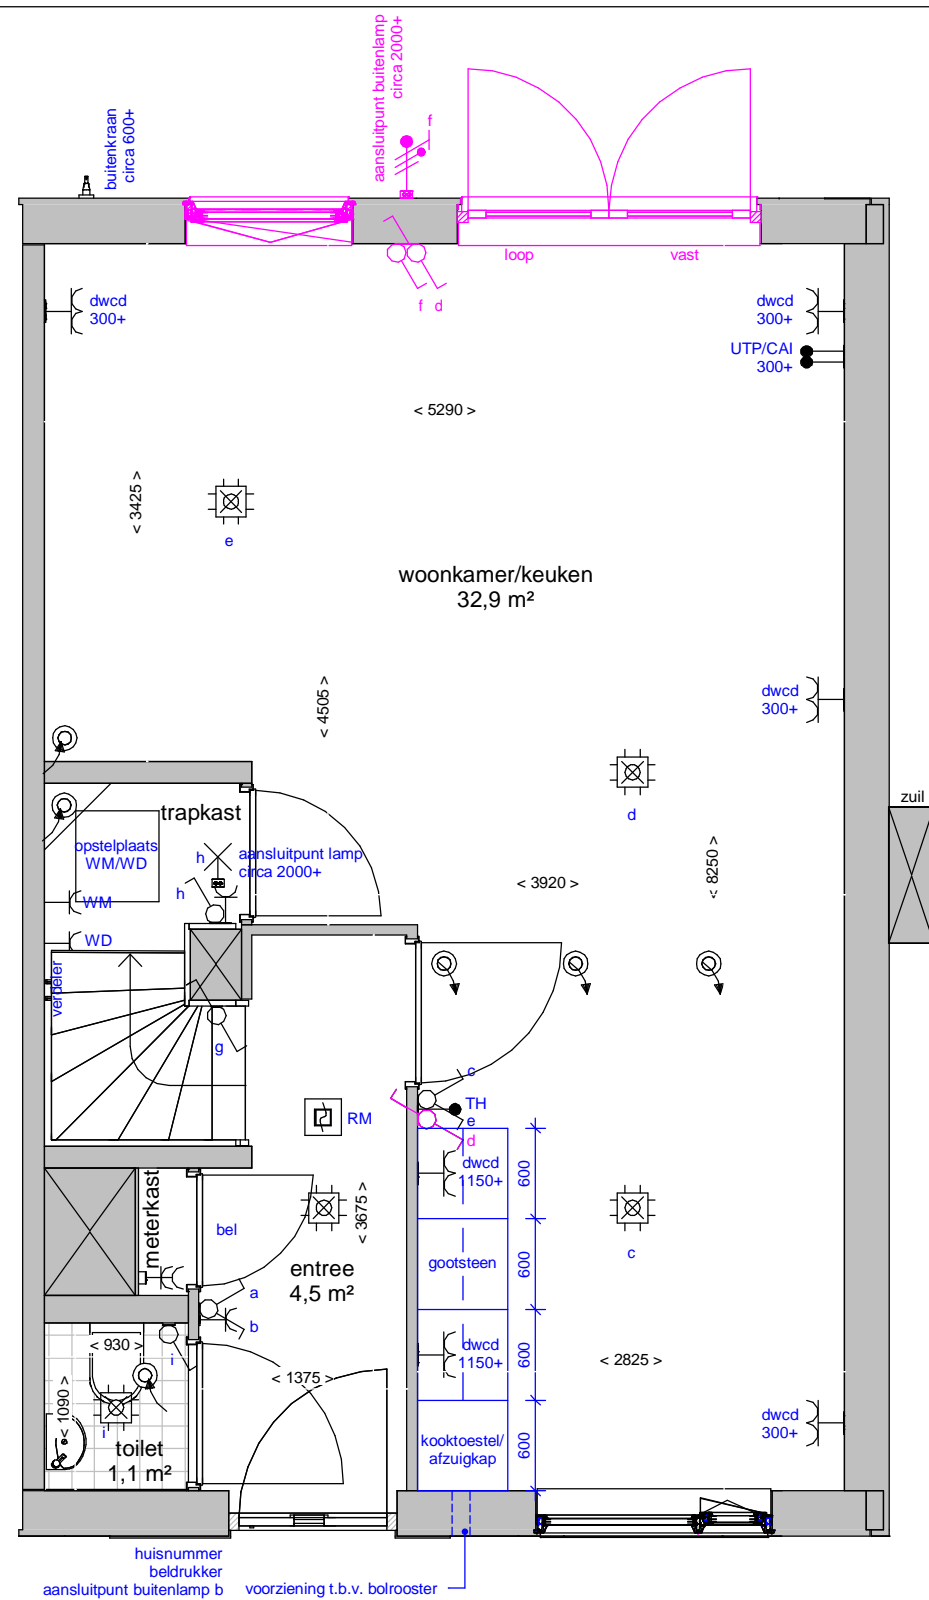 aansluitpunt buitenlamp
circa 2000+
buitenkraan
circa 600+
f
loop
vast
f d
dwcd
300+
dwcd
300+
UTP/CAI
300+
< 5290 >
< 3425 >
e
woonkamer/keuken
32,9 m²
< 4505 >
dwcd
300+
d
zuil
trapkast
opstelplaats
WM/WD
h
aansluitpunt lamp
circa 2000+
h
< 8250 >
< 3920 >
WM
WD
verdeler
g
c
TH
e
d
RM
dwcd
1150+
600
meterkast
< 3675 >
bel
c
gootsteen
600
entree
4,5 m²
a
b
i
< 930 >
dwcd
1150+
600
< 2825 >
< 1375 >
< 1090 >
i
dwcd
300+
toilet
1,1 m²
kooktoestel/
afzuigkap
600
huisnummer
beldrukker
aansluitpunt buitenlamp b
voorziening t.b.v. bolrooster